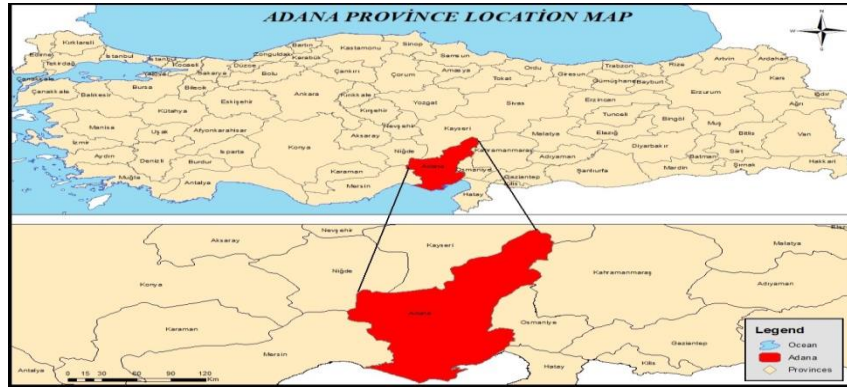 ADANA PROVINCE LOCATION MAP
N
W
E
S
Kırklareli
Edirne
Tekirdağ
İstanbul
İstanbul
Kocaeli
Yalova
Sakarya
Düzce
Zonguldak
Bartın
Karabük
Kastamonu
Sinop
Samsun
Ordu
Giresun
Trabzon
Rize
Artvin
Ardahan
Çanakkale
Çanakkale
Balıkesir
Bursa
Bilecik
Bolu
Çankırı
Çorum
Amasya
Tokat
Gümüşhane
Bayburt
Kars
Iğdır
Eskişehir
Ankara
Kırıkkale
Yozgat
Sivas
Erzincan
Erzurum
Ağrı
Kütahya
Kırşehir
Tunceli
Bingöl
Muş
Manisa
Uşak
Afyonkarahisar
Nevşehir
Kayseri
Malatya
Elazığ
Bitlis
Van
İzmir
Aksaray
Konya
Isparta
Niğde
Kahramanmaraş
Adıyaman
Diyarbakır
Batman
Siirt
Aydın
Denizli
Burdur
Karaman
Adana
Osmaniye
Gaziantep
Şanlıurfa
Mardin
Şırnak
Hakkari
Muğla
Antalya
Mersin
Kilis
Hatay
Nevşehir
Aksaray
Kayseri
Malatya
Niğde
Kahramanmaraş
Konya
Adıyaman
Adana
Karaman
Osmaniye
Gaziantep
Mersin
Antalya
Hatay
Kilis
0 15 30 60 90 120
Km
Legend
Ocean
Adana
Provinces